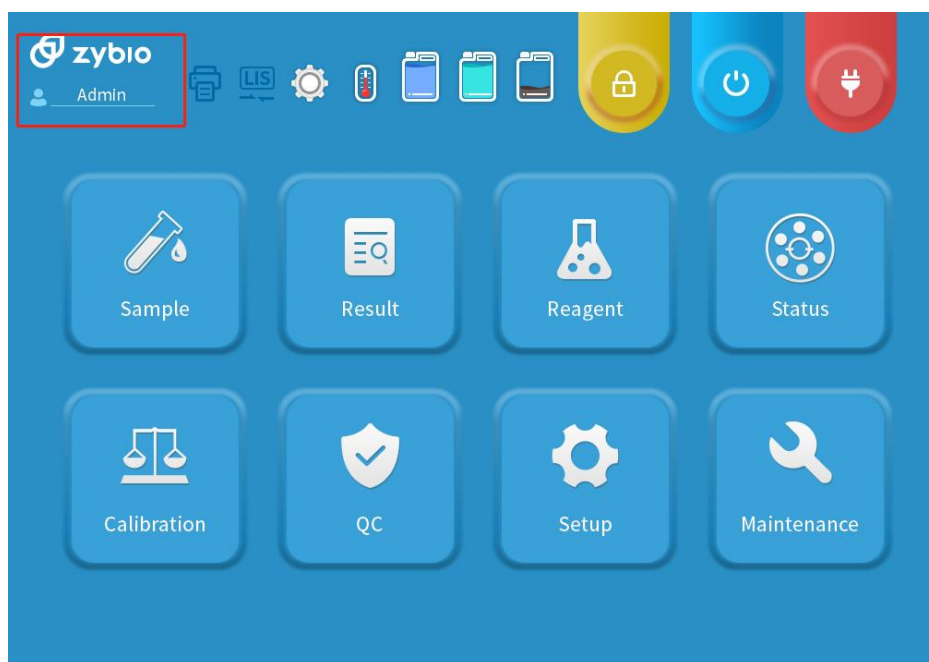 zybio
Admin
LIS
Sample
Result
Reagent
Status
Calibration
QC
Setup
Maintenance